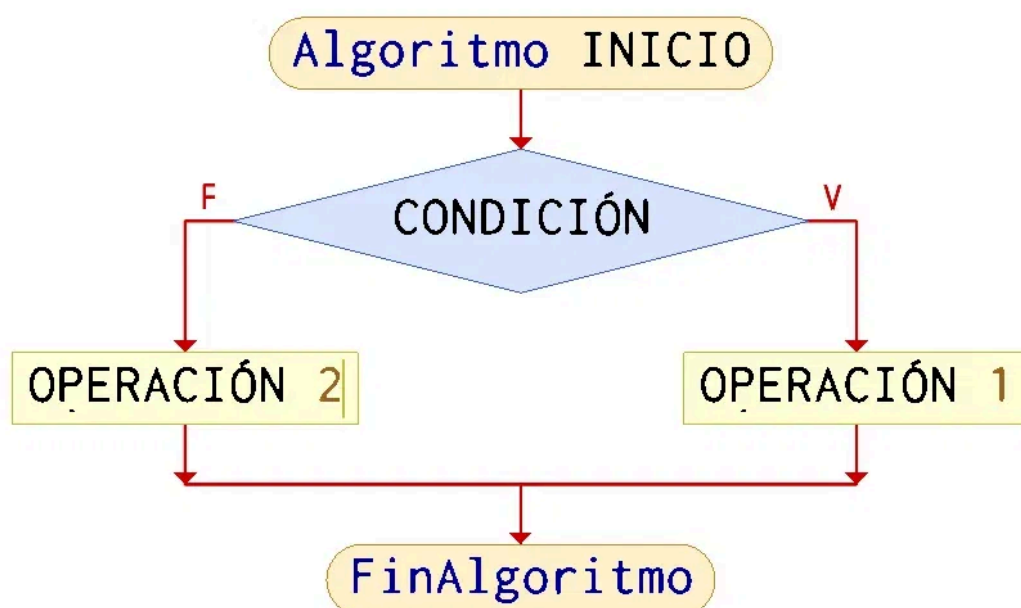 Algoritmo INICIO
F
V
CONDICIÓN
OPERACIÓN 2
OPERACIÓN 1
FinAlgoritmo